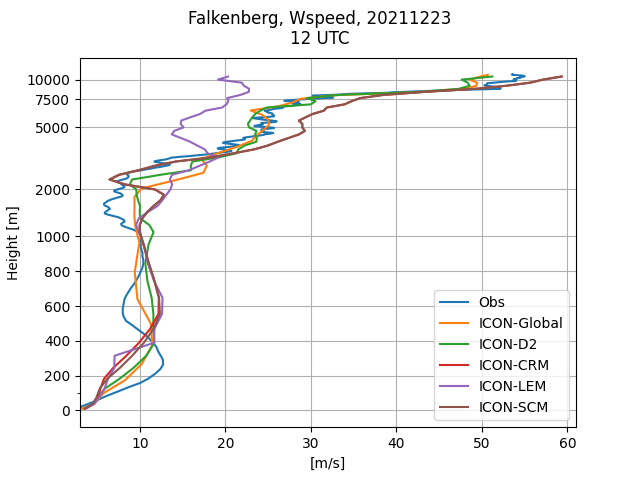 Falkenberg, Wspeed, 20211223
12 UTC
Height [m]
10000
7500
5000
2000
1000
800
600
400
200
0
10
20
30
40
50
60
[m/s]
Obs
ICON-Global
ICON-D2
ICON-CRM
ICON-LEM
ICON-SCM